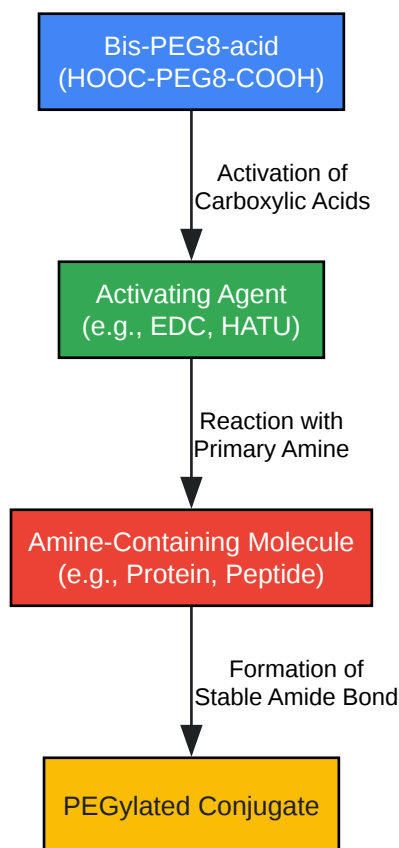 Bis-PEG8-acid
(HOOC-PEG8-COOH)
Activation of
Carboxylic Acids
Activating Agent
(e.g., EDC, HATU)
Reaction with
Primary Amine
Amine-Containing Molecule
(e.g., Protein, Peptide)
Formation of
Stable Amide Bond
PEGylated Conjugate